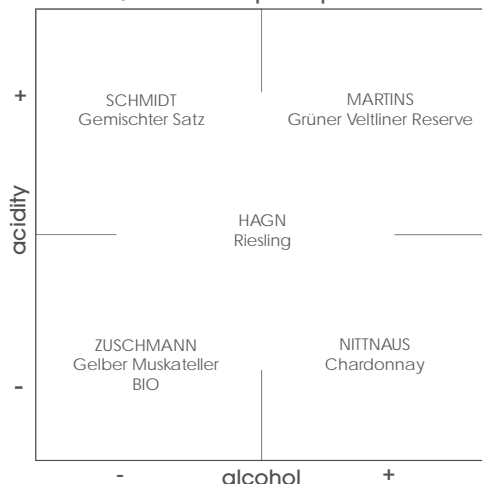 +
SCHMIDT
Gemischter Satz
MARTINS
Grüner Veltliner Reserve
acidity
HAGN
Riesling
ZUSCHMANN
Gelber Muskateller
BIO
NITTNAUS
Chardonnay
-
-
alcohol
+